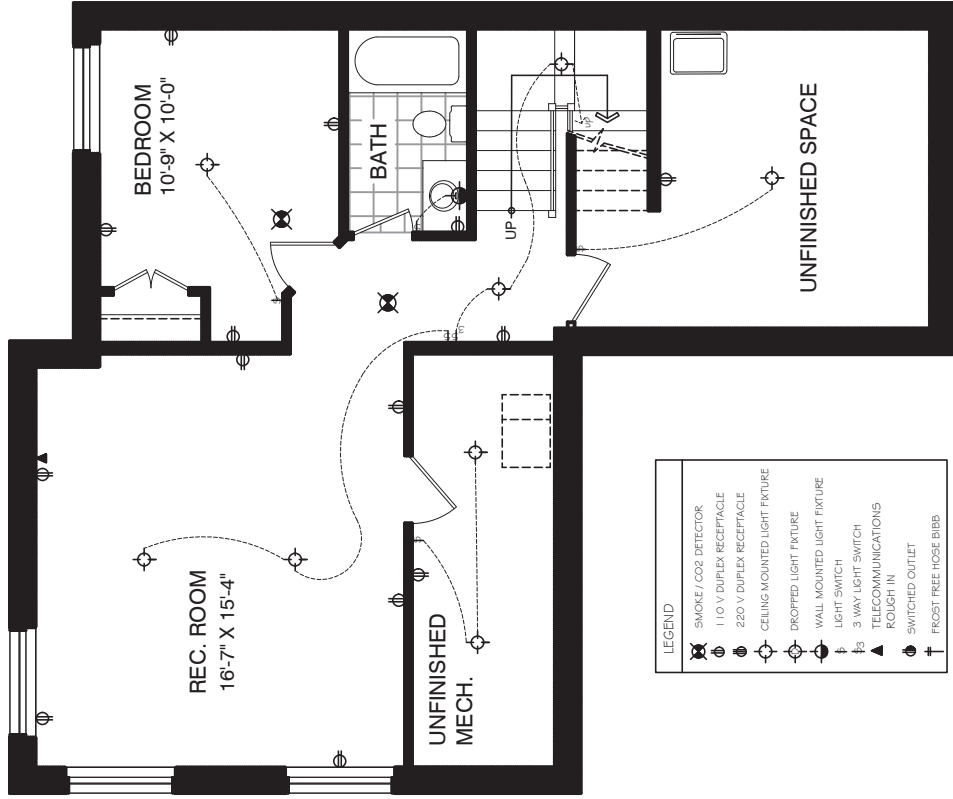 BEDROOM
10'-9" X 10'-0"
BATH
UP
up
UNFINISHED SPACE
REC. ROOM
16'-7" X 15'-4"
UNFINISHED
MECH.
LEGEND
SMOKE / CO2 DETECTOR
110 V DUPLEX RECEPTACLE
220 V DUPLEX RECEPTACLE
CEILING MOUNTED LIGHT FIXTURE
DROPPED LIGHT FIXTURE
WALL MOUNTED LIGHT FIXTURE
$ LIGHT SWITCH
$3 3 WAY LIGHT SWITCH
TELECOMMUNICATIONS
ROUGH IN
SWITCHED OUTLET
FROST FREE HOSE BIBB